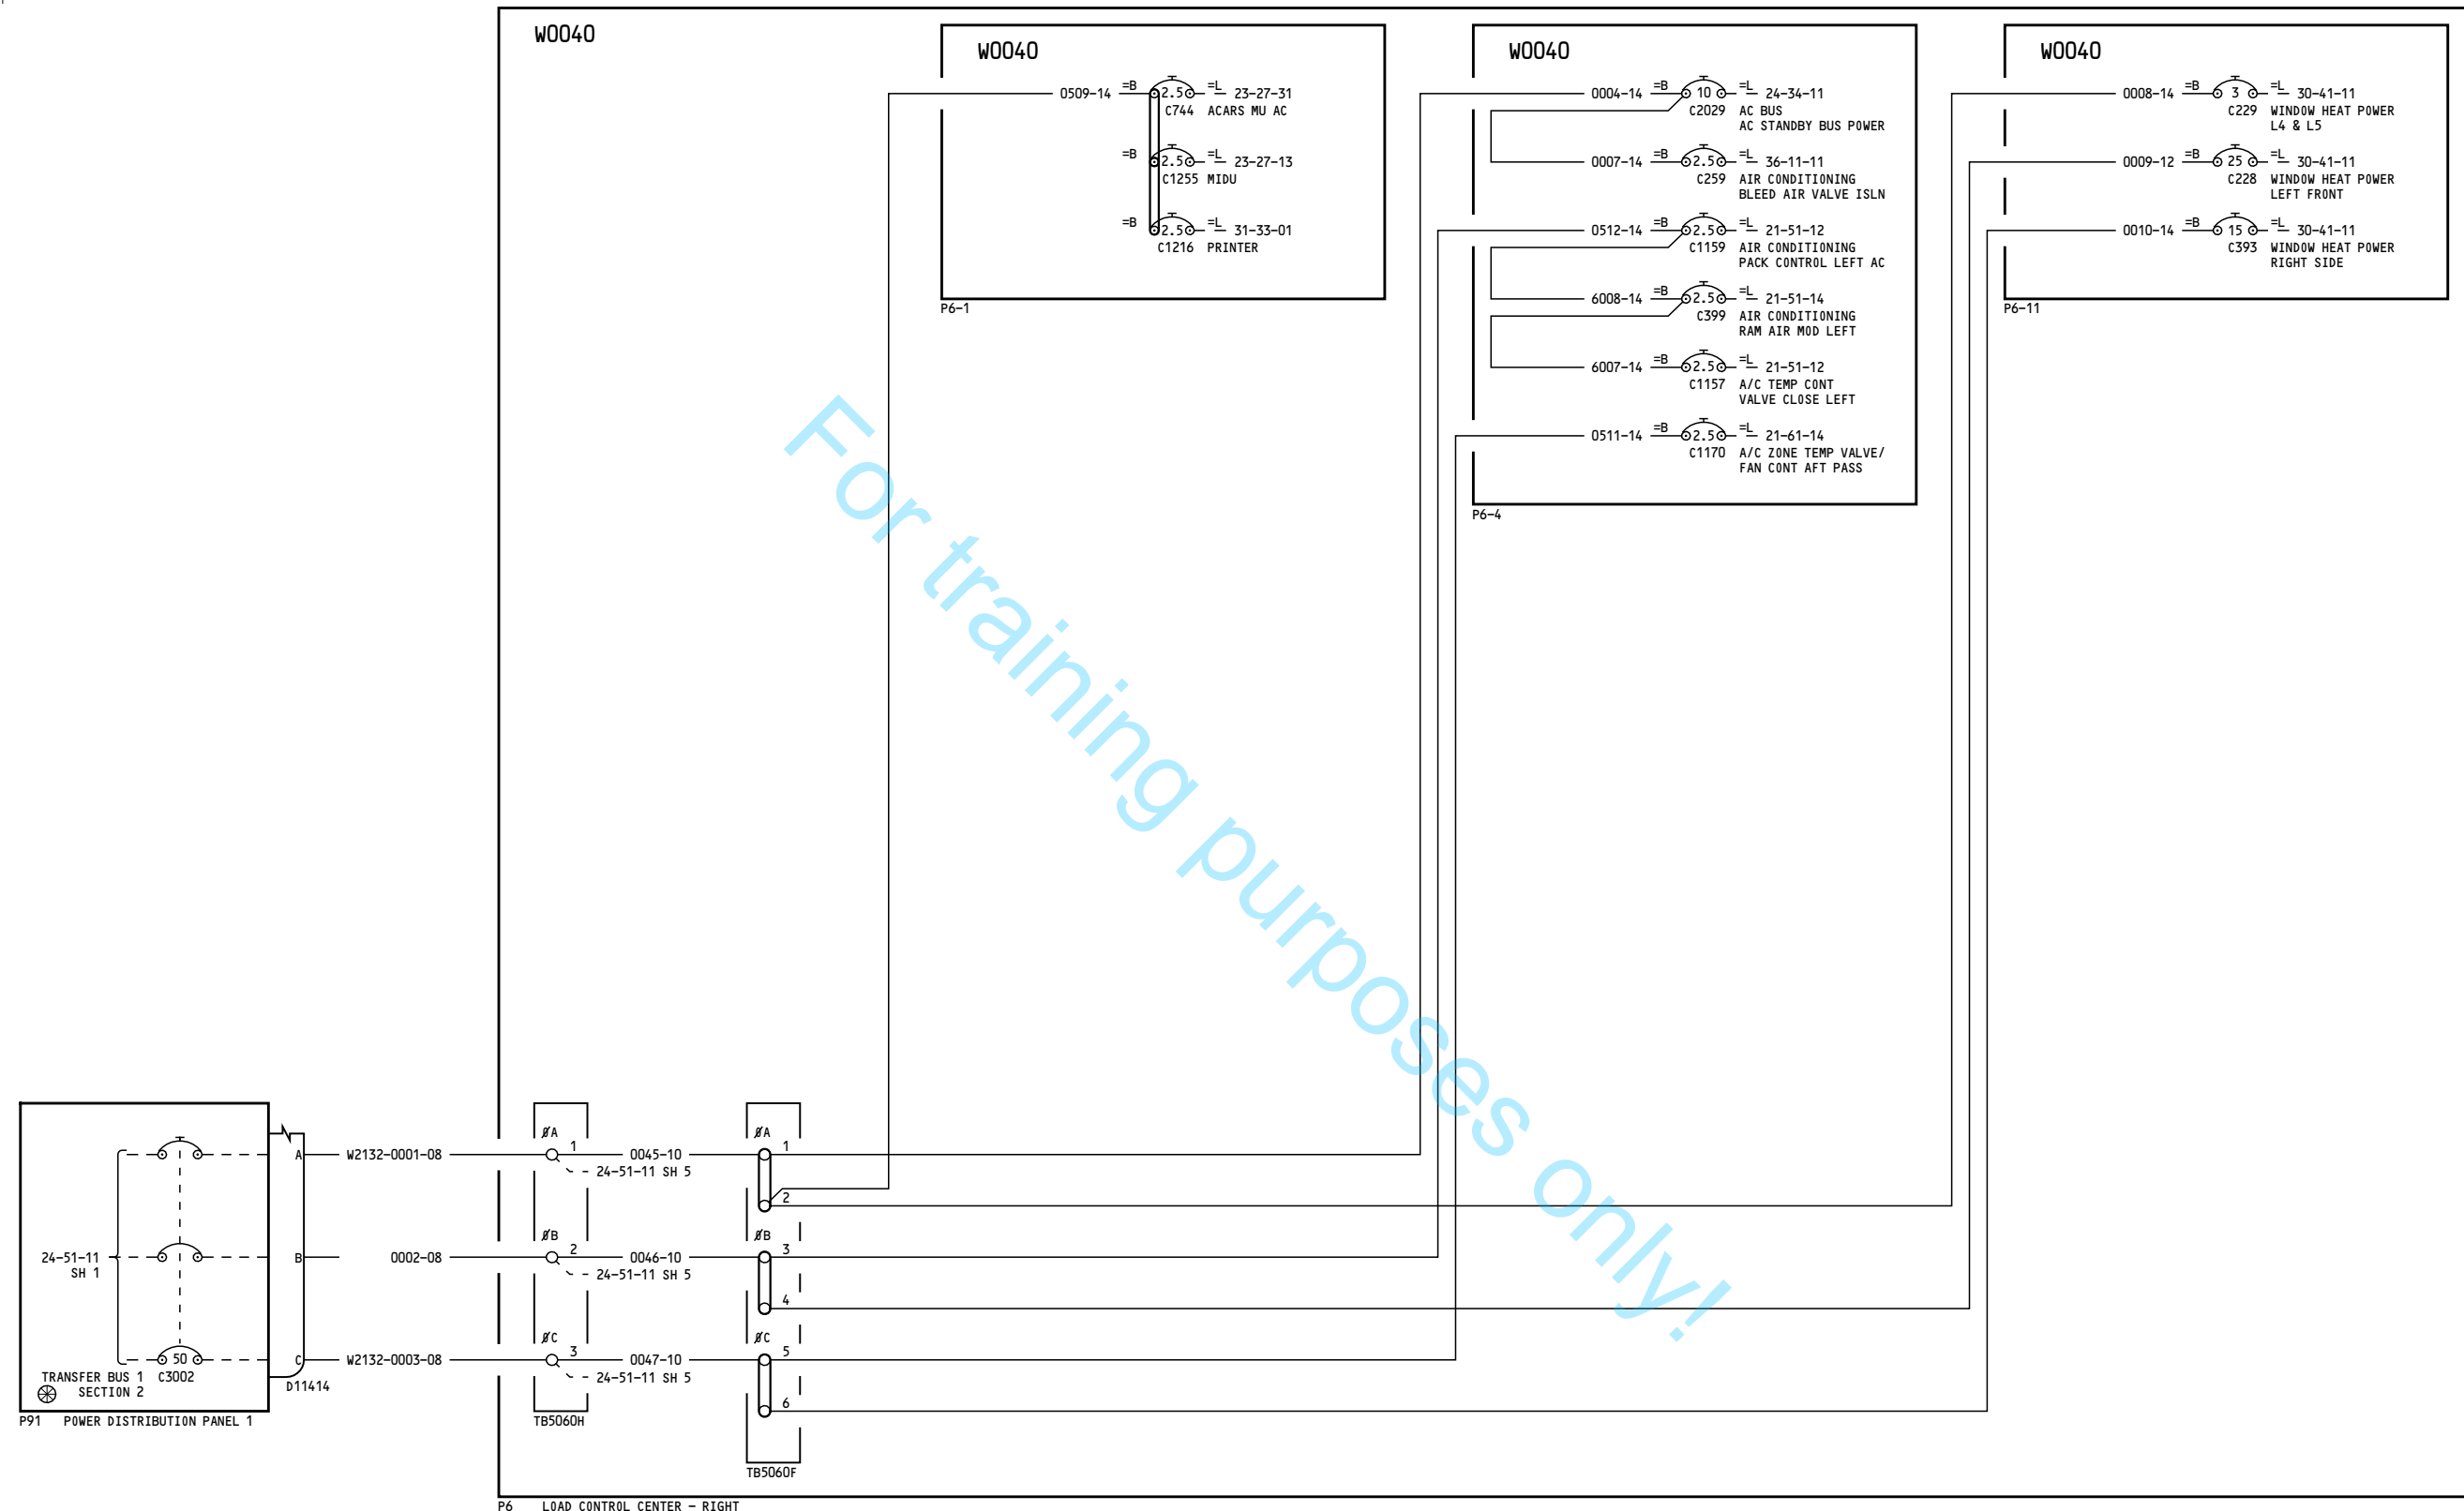 W0040
W0040
0509-14 =B 2.5 =L 23-27-31
C744 ACARS MU AC
=B 2.5 =L 23-27-13
C1255 MIDU
=B 2.5 =L 31-33-01
C1216 PRINTER
P6-1
W0040
0004-14 =B 10 =L 24-34-11
C2029 AC BUS
AC STANDBY BUS POWER
0007-14 =B 2.5 =L 36-11-11
C259 AIR CONDITIONING
BLEED AIR VALVE ISLN
0512-14 =B 2.5 =L 21-51-12
C1159 AIR CONDITIONING
PACK CONTROL LEFT AC
6008-14 =B 2.5 =L 21-51-14
C399 AIR CONDITIONING
RAM AIR MOD LEFT
6007-14 =B 2.5 =L 21-51-12
C1157 A/C TEMP CONT
VALVE CLOSE LEFT
0511-14 =B 2.5 =L 21-61-14
C1170 A/C ZONE TEMP VALVE/
FAN CONT AFT PASS
P6-4
W0040
0008-14 =B 3 =L 30-41-11
C229 WINDOW HEAT POWER
L4 & L5
0009-12 =B 25 =L 30-41-11
C228 WINDOW HEAT POWER
LEFT FRONT
0010-14 =B 15 =L 30-41-11
C393 WINDOW HEAT POWER
RIGHT SIDE
P6-11
For training purposes only!
ØA ØA
A W2132-0001-08 1 0045-10 1
24-51-11 SH 5
2
ØB ØB
24-51-11 B 0002-08 2 0046-10 3
SH 1 24-51-11 SH 5
4
ØC ØC
50 C W2132-0003-08 3 0047-10 5
TRANSFER BUS 1 C3002 24-51-11 SH 5
SECTION 2 D11414
6
P91 POWER DISTRIBUTION PANEL 1 TB5060H
TB5060F
P6 LOAD CONTROL CENTER - RIGHT